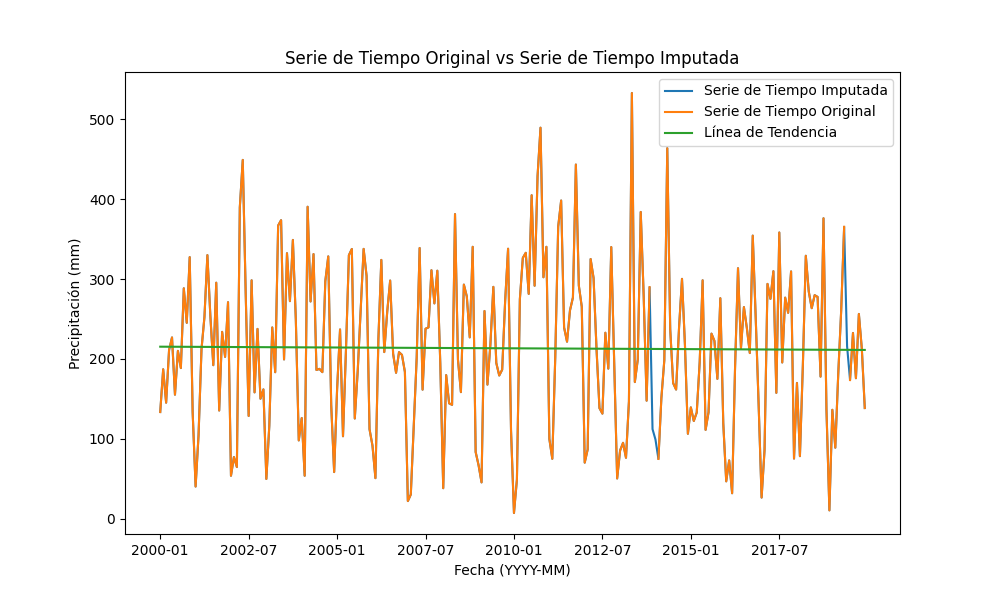 Serie de Tiempo Original vs Serie de Tiempo Imputada
Serie de Tiempo Imputada
Serie de Tiempo Original
Línea de Tendencia
Precipitación (mm)
500
400
300
200
100
0
2000-01 2002-07 2005-01 2007-07 2010-01 2012-07 2015-01 2017-07
Fecha (YYYY-MM)